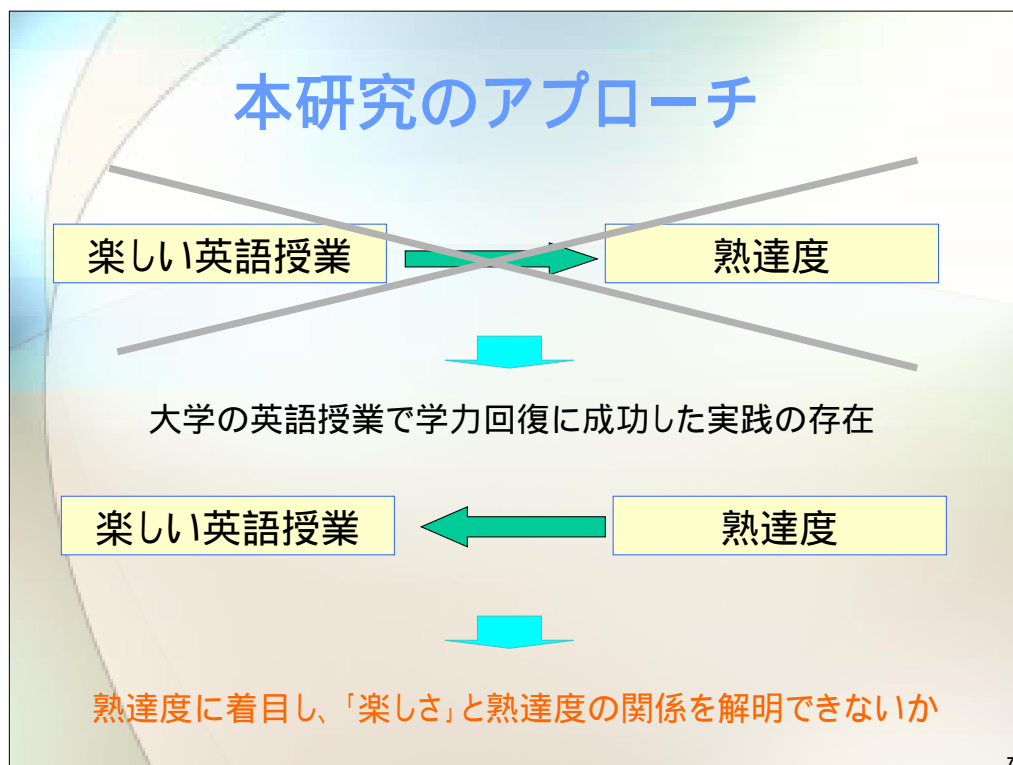 本研究のアプローチ
楽しい英語授業 熟達度
大学の英語授業で学力回復に成功した実践の存在
楽しい英語授業 熟達度
熟達度に着目し、「楽しさ」と熟達度の関係を解明できないか